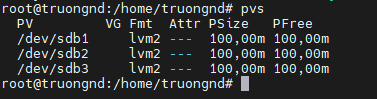 root@truongnd:/home/truongnd# pvs
  PV         VG Fmt  Attr PSize   PFree
  /dev/sdb1     lvm2 ---  100,00m 100,00m
  /dev/sdb2     lvm2 ---  100,00m 100,00m
  /dev/sdb3     lvm2 ---  100,00m 100,00m
root@truongnd:/home/truongnd#